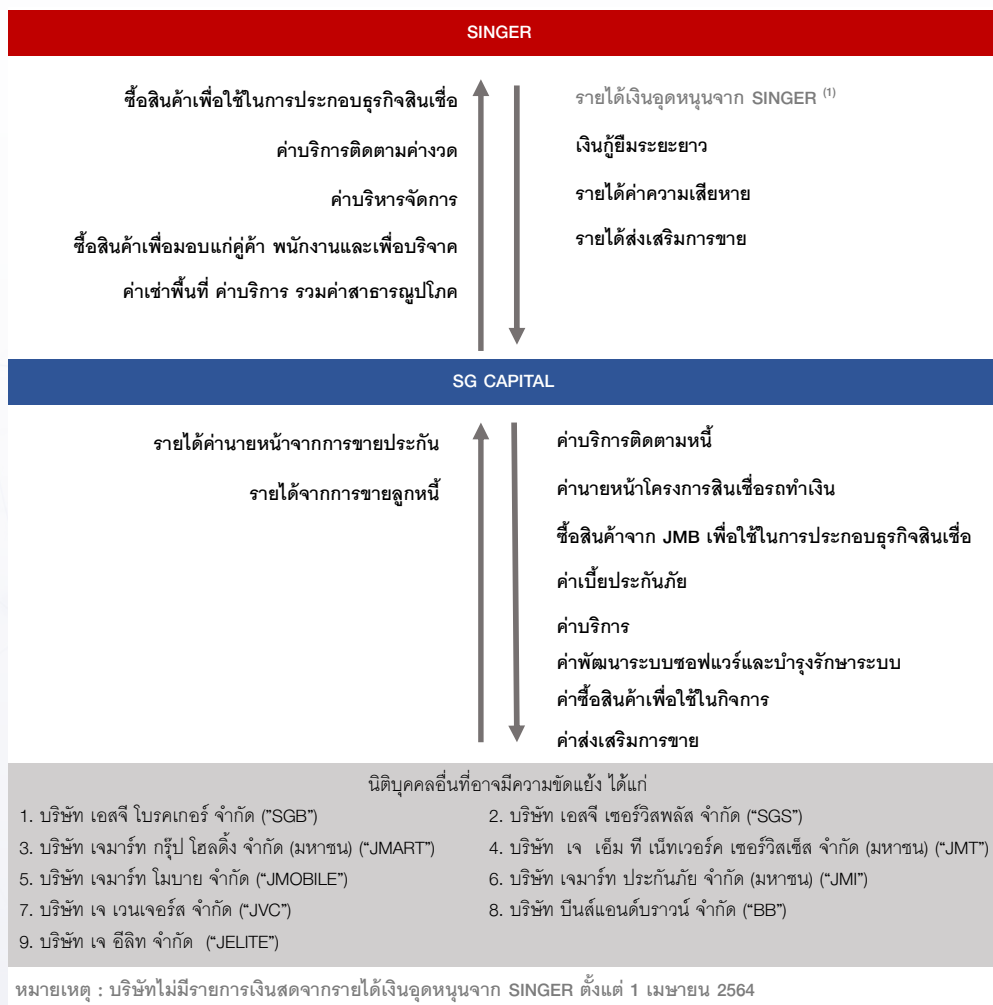 SINGER
ซื้อสินค้าเพื่อใช้ในการประกอบธุรกิจสินเชื่อ
ค่าบริการติดตามค่างวด
ค่าบริหารจัดการ
ซื้อสินค้าเพื่อมอบแก่คู่ค้า พนักงานและเพื่อบริจาค
ค่าเช่าพื้นที่ ค่าบริการ รวมค่าสาธารณูปโภค
รายได้เงินอุดหนุนจาก SINGER (1)
เงินกู้ยืมระยะยาว
รายได้ค่าความเสียหาย
รายได้ส่งเสริมการขาย
SG CAPITAL
รายได้ค่านายหน้าจากการขายประกัน
รายได้จากการขายลูกหนี้
ค่าบริการติดตามหนี้
ค่านายหน้าโครงการสินเชื่อรถทำเงิน
ซื้อสินค้าจาก JMB เพื่อใช้ในการประกอบธุรกิจสินเชื่อ
ค่าเบี้ยประกันภัย
ค่าบริการ
ค่าพัฒนาระบบซอฟแวร์และบำรุงรักษาระบบ
ค่าซื้อสินค้าเพื่อใช้ในกิจการ
ค่าส่งเสริมการขาย
นิติบุคคลอื่นที่อาจมีความขัดแย้ง ได้แก่
1. บริษัท เอสจี โบรคเกอร์ จำกัด ("SGB")
2. บริษัท เอสจี เซอร์วิสพลัส จำกัด ("SGS")
3. บริษัท เจมาร์ท กรุ๊ป โฮลดิ้ง จำกัด (มหาชน) ("JMART")
4. บริษัท เจ เอ็ม ที เน็ทเวอร์ค เซอร์วิสเซ็ส จำกัด (มหาชน) ("JMT")
5. บริษัท เจมาร์ท โมบาย จำกัด ("JMOBILE")
6. บริษัท เจมาร์ท ประกันภัย จำกัด (มหาชน) ("JMI")
7. บริษัท เจ เวนเจอร์ส จำกัด ("JVC")
8. บริษัท บีนส์แอนด์บราวน์ จำกัด ("BB")
9. บริษัท เจ อีลิท จำกัด ("JELITE")
หมายเหตุ : บริษัทไม่มีรายการเงินสดจากรายได้เงินอุดหนุนจาก SINGER ตั้งแต่ 1 เมษายน 2564